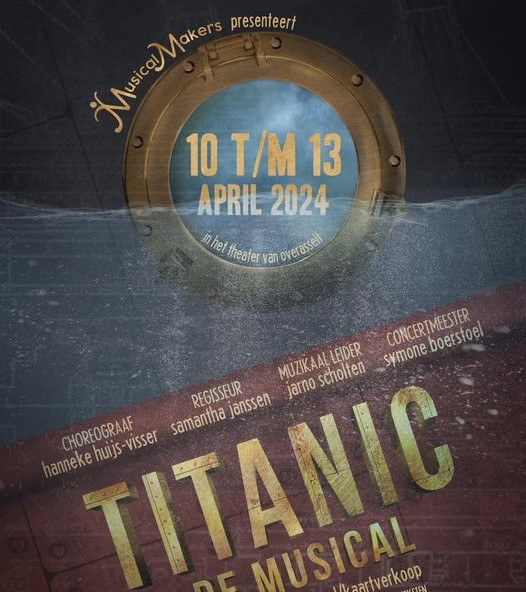 MusicalMakers presenteert
10 T/M 13
APRIL 2024
in het theater van overasselt
CHOREOGRAAF
hanneke huijs-visser
REGISSEUR
samantha janssen
MUZIKAAL LEIDER
jarno scholten
CONCERTMEESTER
symone boerstoel
TITANIC
DE MUSICAL
/kaartverkoop